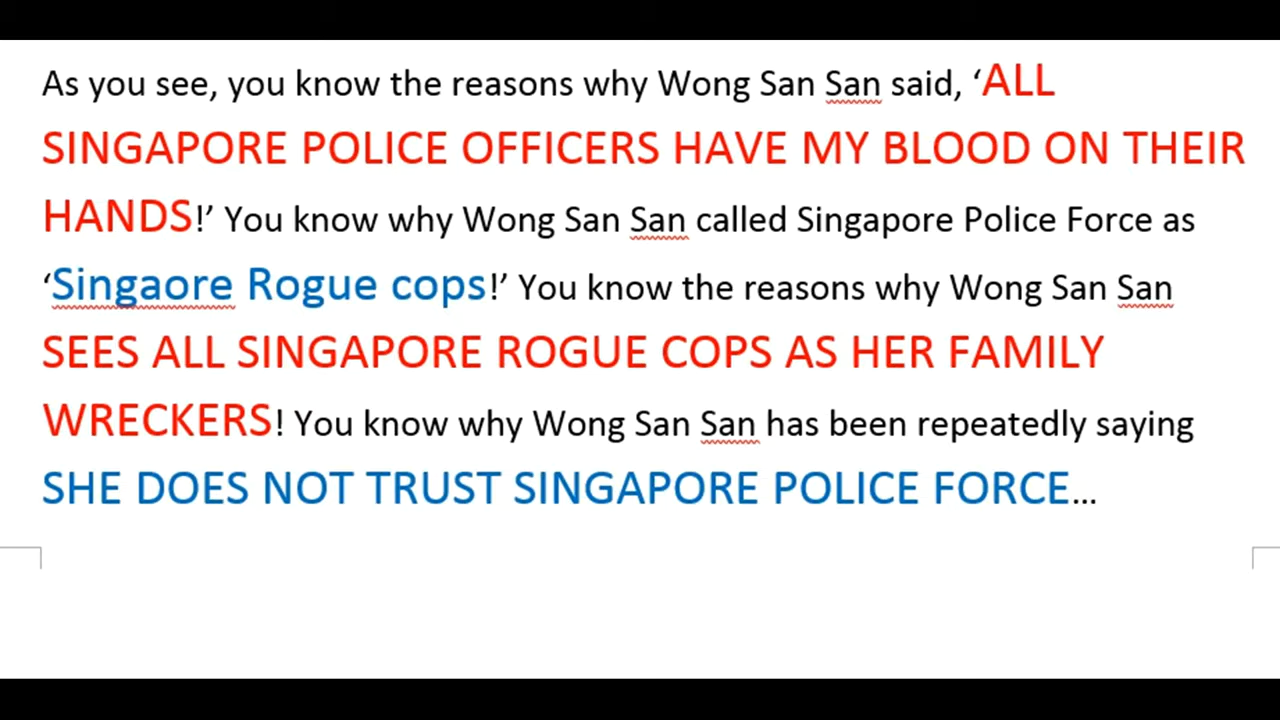 As you see, you know the reasons why Wong San San said, ‘ALL
SINGAPORE POLICE OFFICERS HAVE MY BLOOD ON THEIR
HANDS!’ You know why Wong San San called Singapore Police Force as
‘Singaore Rogue cops!’ You know the reasons why Wong San San
SEES ALL SINGAPORE ROGUE COPS AS HER FAMILY
WRECKERS! You know why Wong San San has been repeatedly saying
SHE DOES NOT TRUST SINGAPORE POLICE FORCE…